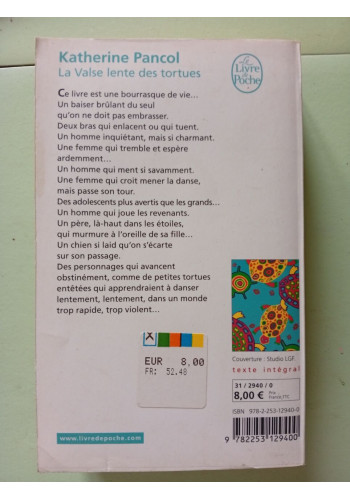 Katherine Pancol
La Valse lente des tortues
Le Livre
de
Poche
Ce livre est une bourrasque de vie...
Un baiser brûlant du seul
qu'on ne doit pas embrasser.
Deux bras qui enlacent ou qui tuent.
Un homme inquiétant, mais si charmant.
Une femme qui tremble et espère
ardemment...
Un homme qui ment si savamment.
Une femme qui croit mener la danse,
mais passe son tour.
Des adolescents plus avertis que les grands...
Un homme qui joue les revenants.
Un père, là-haut dans les étoiles,
qui murmure à l'oreille de sa fille...
Un chien si laid qu'on s'écarte
sur son passage.
Des personnages qui avancent
obstinément, comme de petites tortues
entêtées qui apprendraient à danser
lentement, lentement, dans un monde
trop rapide, trop violent...
Couverture : Studio LGF.
texte intégral
X
EUR 8,00
FR: 52.48
31 / 2940 / 0
8,00 € Prix
France TTC
ISBN 978-2-253-12940-0
9 782253 129400
www.livredepoche.com